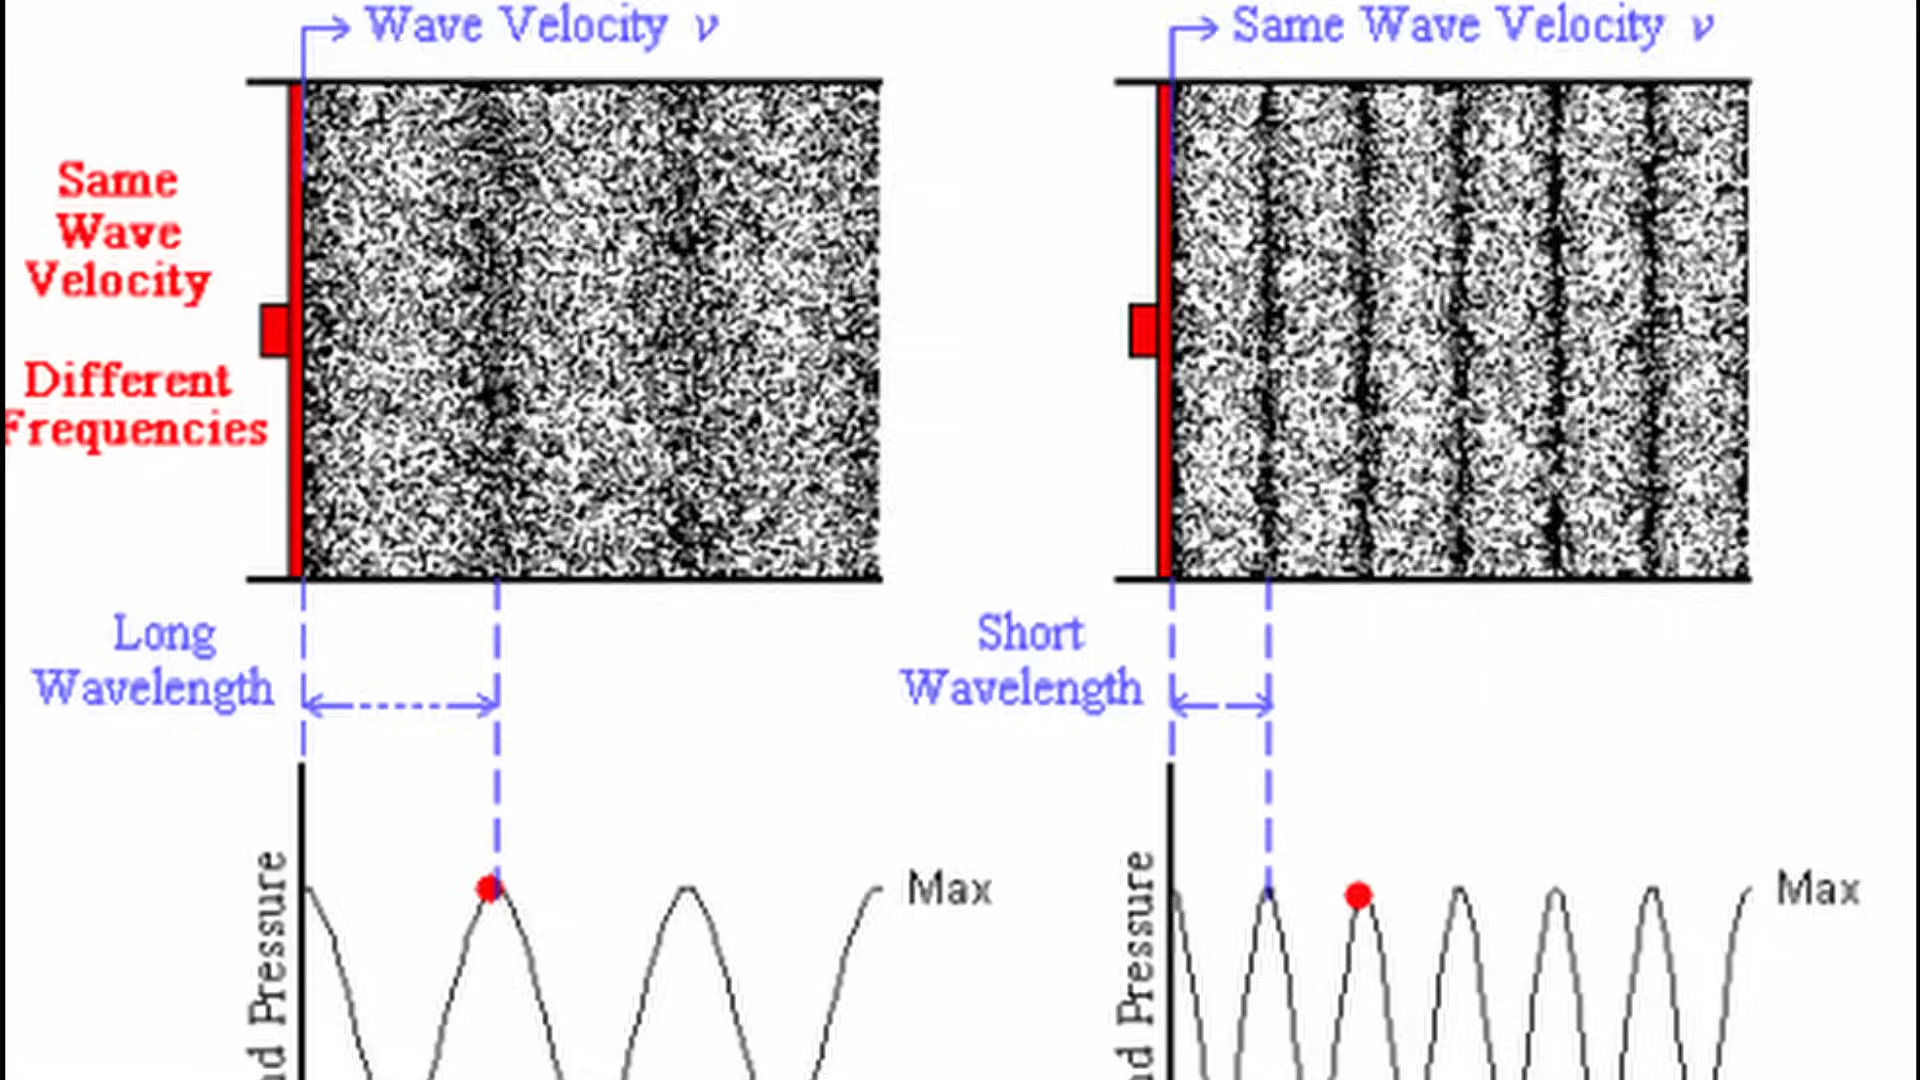 Wave Velocity ν
Same Wave Velocity ν
Same
Wave
Velocity
Different
Frequencies
Long
Wavelength
Short
Wavelength
Pressure
Max
Pressure
Max